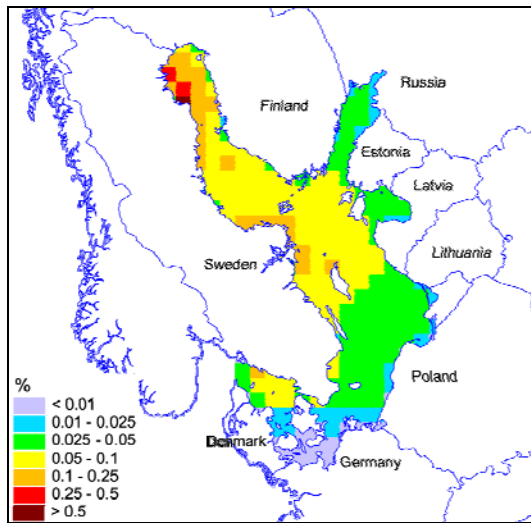 Russia
Finland
Estonia
Latvia
Lithuania
Sweden
Poland
Denmark
Germany
%
< 0.01
0.01 - 0.025
0.025 - 0.05
0.05 - 0.1
0.1 - 0.25
0.25 - 0.5
> 0.5